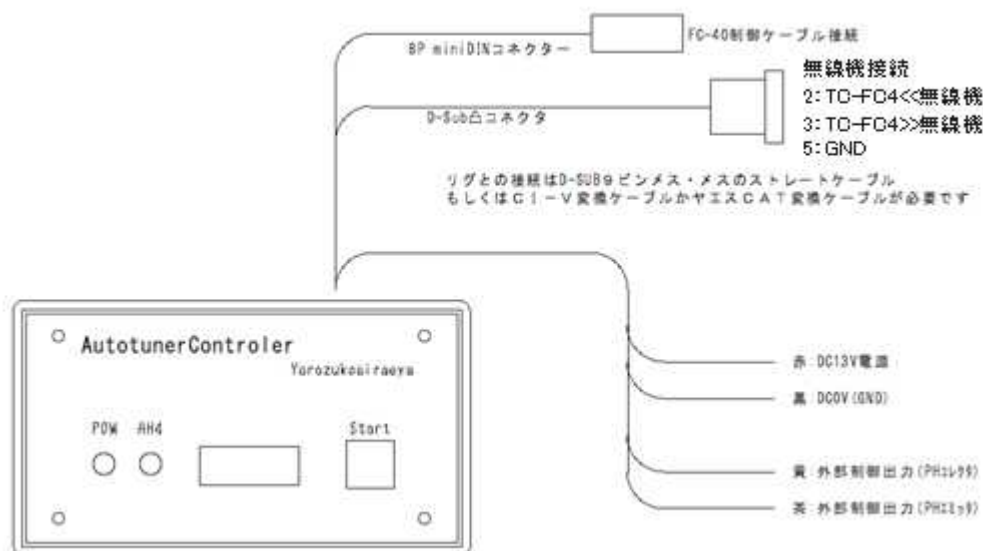 8P miniDINコネクター
FC-40制御ケーブル接続
無線機接続
2:TC-FC4<<無線機
3:TC-FC4>>無線機
5:GND
D-Sub凸コネクタ
リグとの接続はD-SUB9ピンメス・メスのストレートケーブル
もしくはCI-V変換ケーブルかヤエスCAT変換ケーブルが必要です
AutotunerControler
Yorozukosiraeya
POW AH4
Start
赤:DC13V電源
黒:DC0V(GND)
黄:外部制御出力(PHコレクタ)
茶:外部制御出力(PHエミッタ)